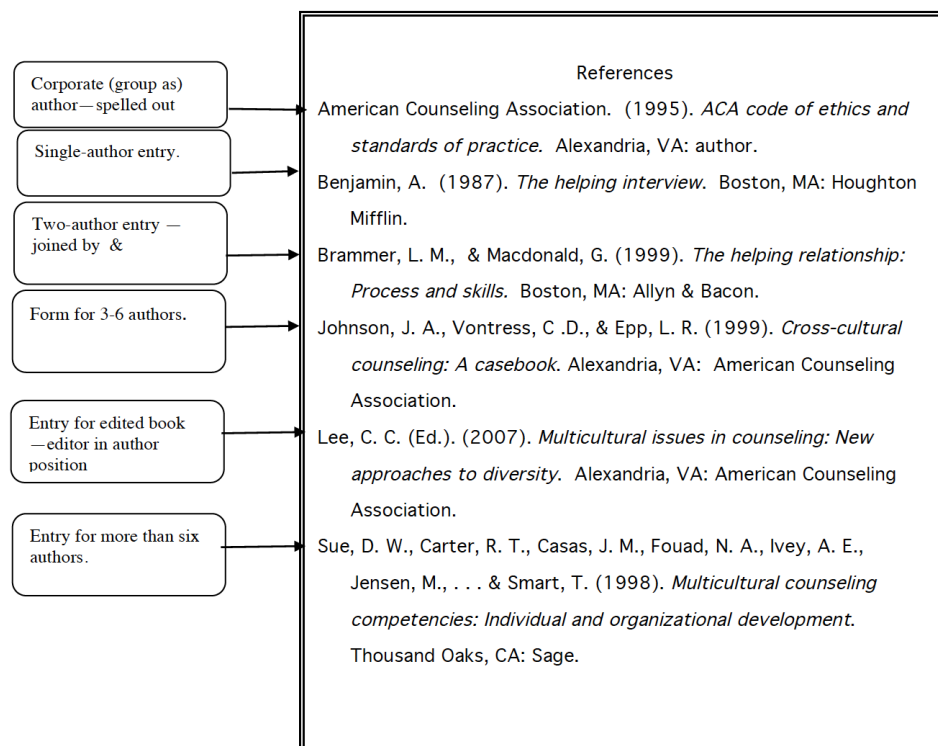 References
Corporate (group as)
author—spelled out
American Counseling Association.  (1995). ACA code of ethics and
standards of practice.  Alexandria, VA: author.
Single-author entry.
Benjamin, A.  (1987). The helping interview.  Boston, MA: Houghton
Mifflin.
Two-author entry —
joined by  &
Brammer, L. M.,  & Macdonald, G. (1999). The helping relationship:
Process and skills.  Boston, MA: Allyn & Bacon.
Form for 3-6 authors.
Johnson, J. A., Vontress, C .D., & Epp, L. R. (1999). Cross-cultural
counseling: A casebook. Alexandria, VA:  American Counseling
Association.
Entry for edited book
—editor in author
position
Lee, C. C. (Ed.). (2007). Multicultural issues in counseling: New
approaches to diversity.  Alexandria, VA: American Counseling
Association.
Entry for more than six
authors.
Sue, D. W., Carter, R. T., Casas, J. M., Fouad, N. A., Ivey, A. E.,
Jensen, M., . . . & Smart, T. (1998). Multicultural counseling
competencies: Individual and organizational development.
Thousand Oaks, CA: Sage.